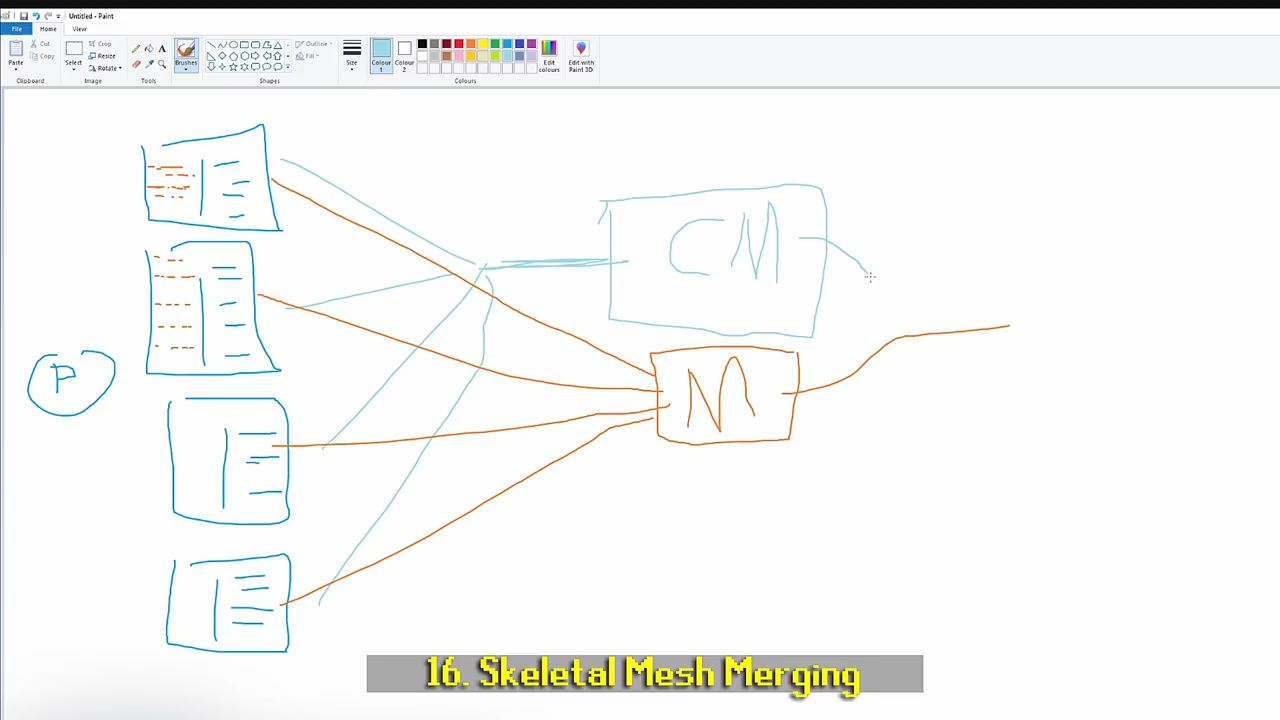 Untitled - Paint
File Home View
Cut
Copy
Paste
Clipboard
Select
Crop
Resize
Rotate
Image
Tools
Brushes
Shapes
Outline
Fill
Size
Colour 1
Colour 2
Edit colours
Edit with Paint 3D
Colours
CM
M
P
16. Skeletal Mesh Merging